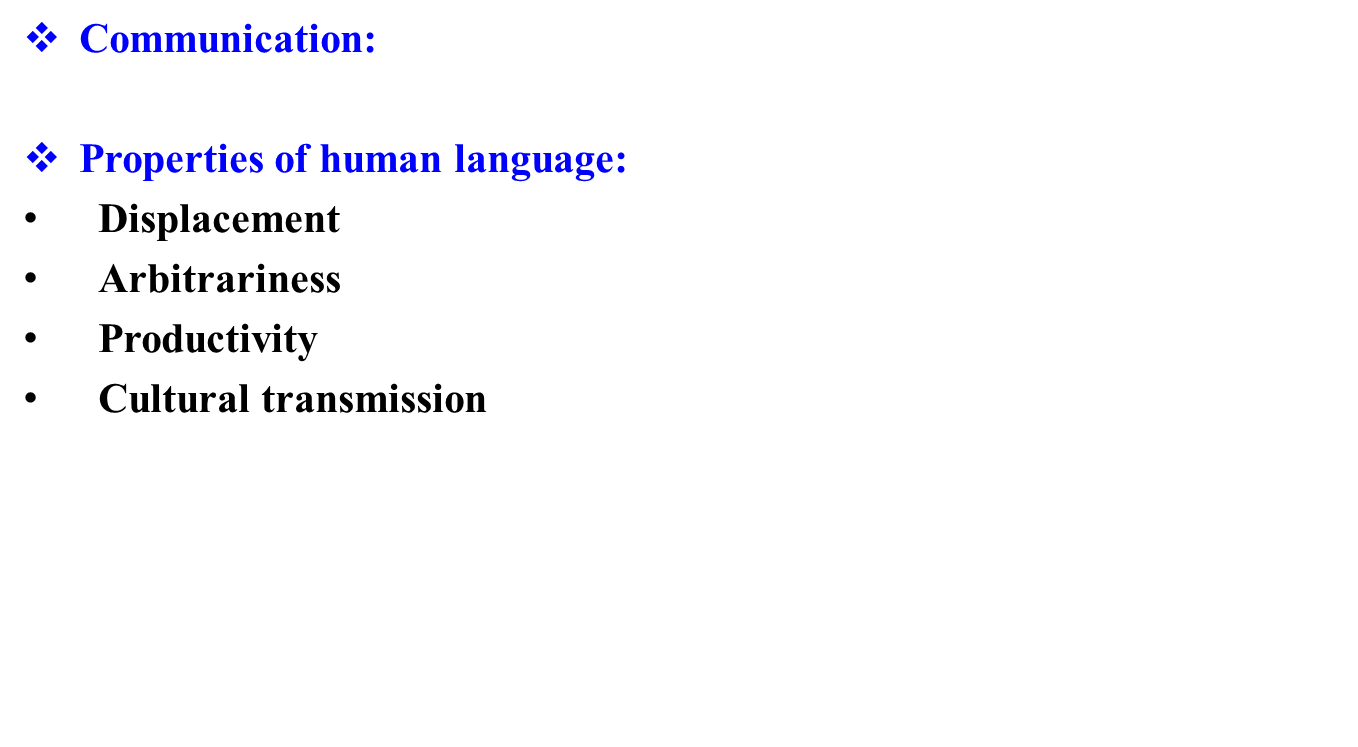 ❖ Communication:
❖ Properties of human language:
• Displacement
• Arbitrariness
• Productivity
• Cultural transmission